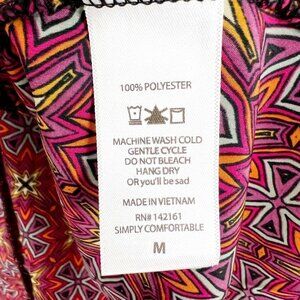 100% POLYESTER
MACHINE WASH COLD
GENTLE CYCLE
DO NOT BLEACH
HANG DRY
OR you'll be sad
MADE IN VIETNAM
RN# 142161
SIMPLY COMFORTABLE
M